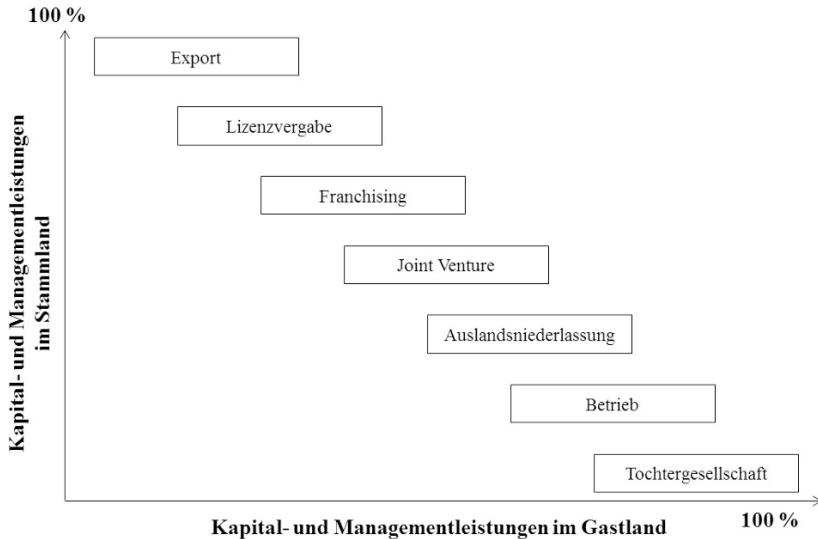 100 %
Kapital- und Managementleistungen
im Stammland
Export
Lizenzvergabe
Franchising
Joint Venture
Auslandsniederlassung
Betrieb
Tochtergesellschaft
Kapital- und Managementleistungen im Gastland
100 %